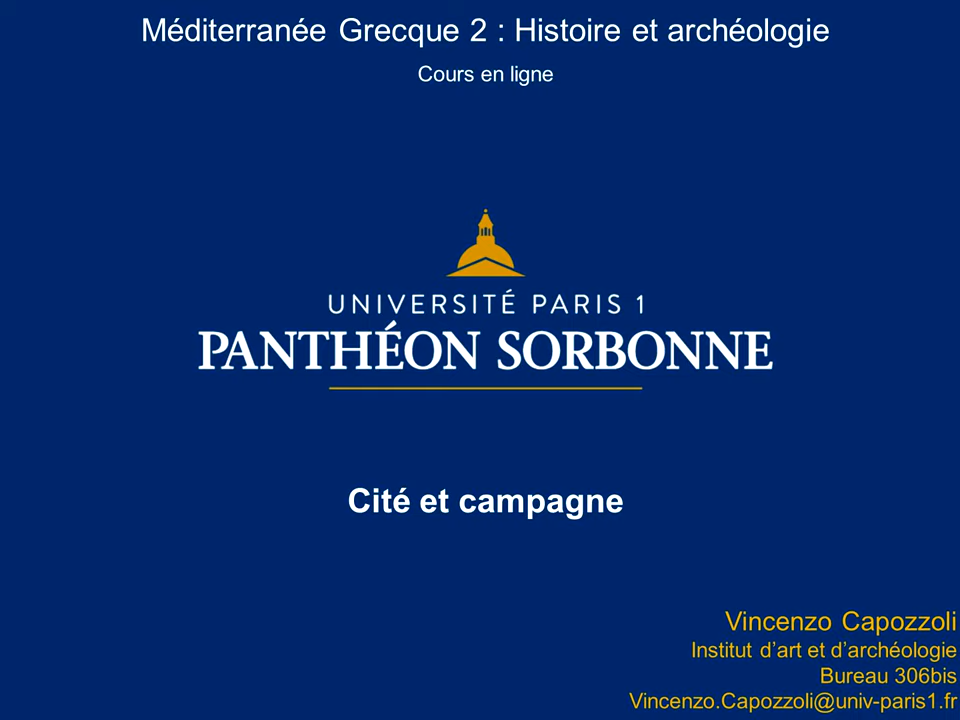 Méditerranée Grecque 2 : Histoire et archéologie
Cours en ligne
UNIVERSITÉ PARIS 1
PANTHÉON SORBONNE
Cité et campagne
Vincenzo Capozzoli
Institut d’art et d’archéologie
Bureau 306bis
Vincenzo.Capozzoli@univ-paris1.fr